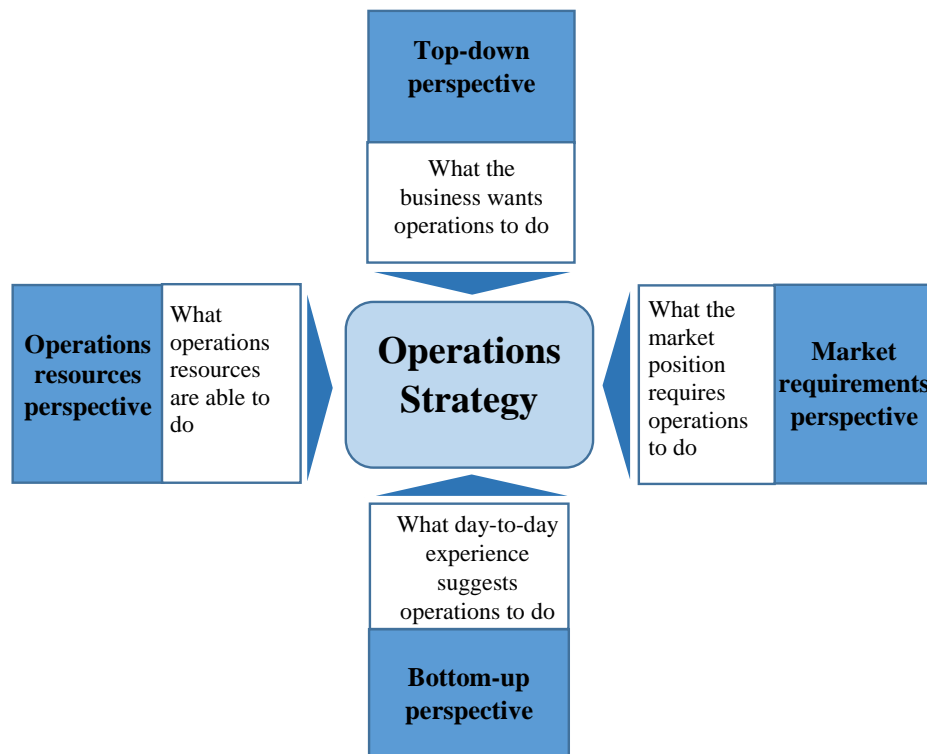 Top-down
perspective
What the
business wants
operations to do
Operations
resources
perspective
What
operations
resources
are able to
do
Operations
Strategy
What the
market
position
requires
operations
to do
Market
requirements
perspective
What day-to-day
experience
suggests
operations to do
Bottom-up
perspective